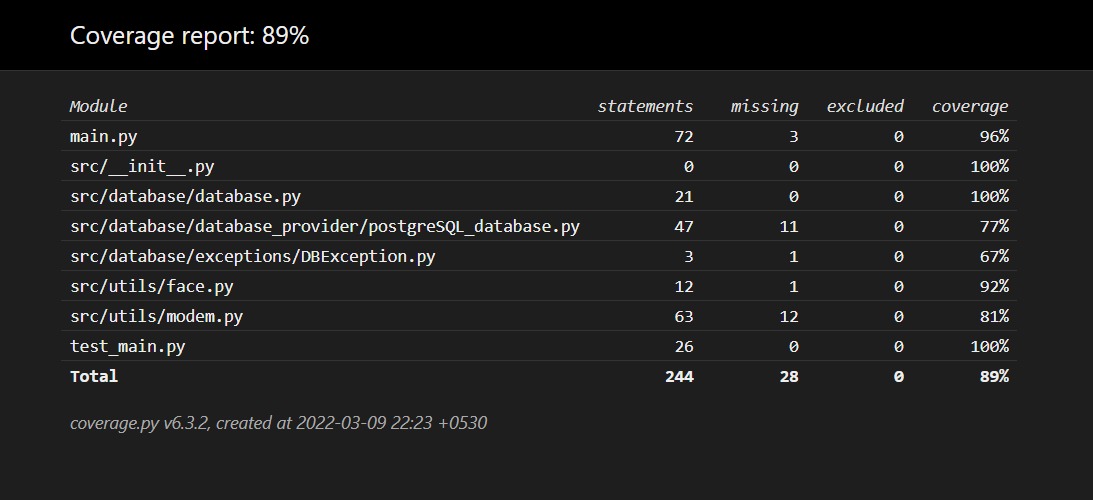 Coverage report: 89%
Module statements missing excluded coverage
main.py 72 3 0 96%
src/__init__.py 0 0 0 100%
src/database/database.py 21 0 0 100%
src/database/database_provider/postgreSQL_database.py 47 11 0 77%
src/database/exceptions/DBException.py 3 1 0 67%
src/utils/face.py 12 1 0 92%
src/utils/modem.py 63 12 0 81%
test_main.py 26 0 0 100%
Total 244 28 0 89%
coverage.py v6.3.2, created at 2022-03-09 22:23 +0530